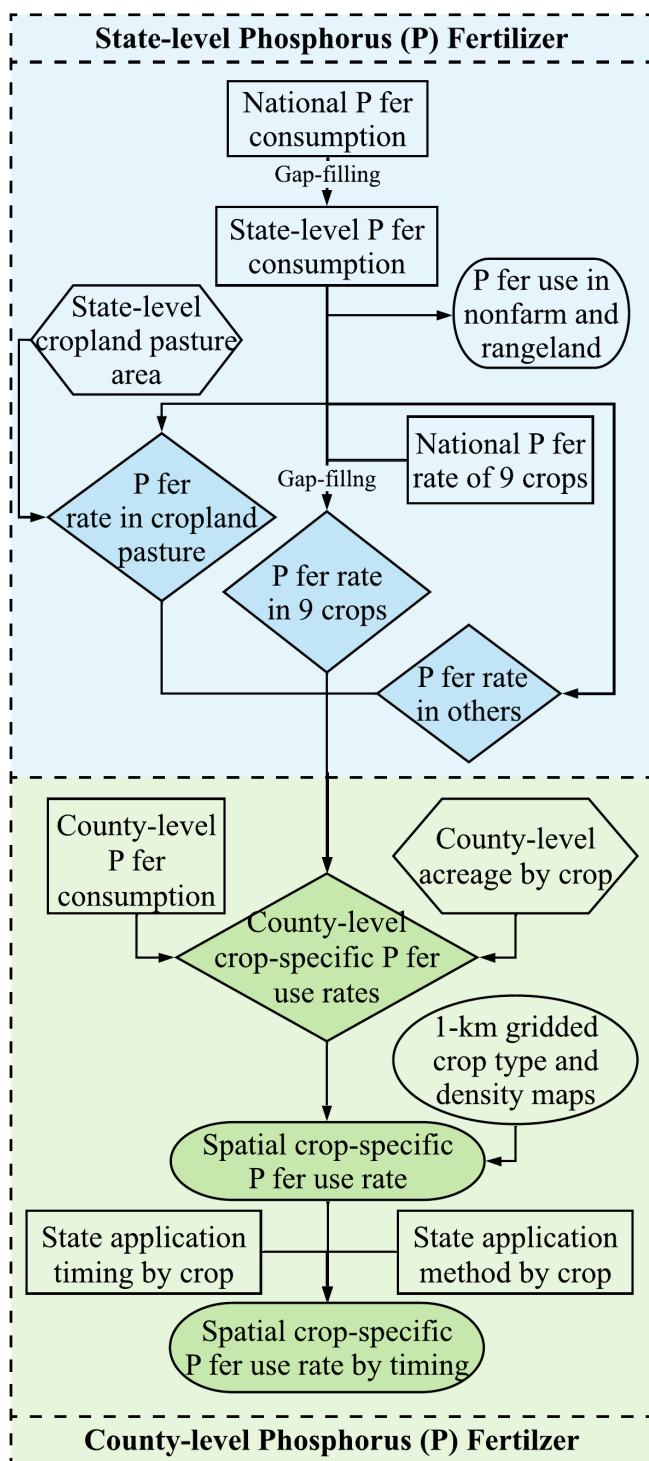 State-level Phosphorus (P) Fertilizer
National P fer
consumption
Gap-filling
State-level P fer
consumption
P fer use in
nonfarm and
rangeland
State-level
cropland pasture
area
National P fer
rate of 9 crops
P fer
rate in cropland
pasture
Gap-fillng
P fer rate
in 9 crops
P fer rate
in others
County-level
P fer
consumption
County-level
acreage by crop
County-level
crop-specific P fer
use rates
1-km gridded
crop type and
density maps
Spatial crop-specific
P fer use rate
State application
timing by crop
State application
method by crop
Spatial crop-specific
P fer use rate by timing
County-level Phosphorus (P) Fertilzer